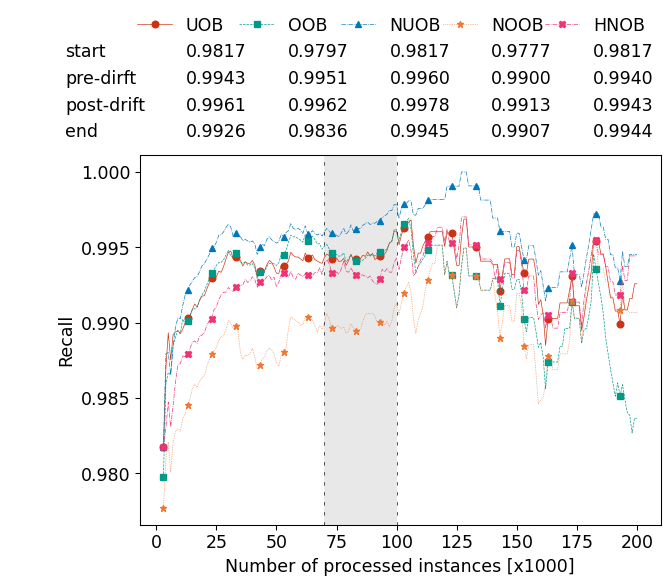 UOB OOB NUOB NOOB HNOB
start 0.9817 0.9797 0.9817 0.9777 0.9817
pre-dirft 0.9943 0.9951 0.9960 0.9900 0.9940
post-drift 0.9961 0.9962 0.9978 0.9913 0.9943
end 0.9926 0.9836 0.9945 0.9907 0.9944
1.000
0.995
0.990
0.985
0.980
Recall
0 25 50 75 100 125 150 175 200
Number of processed instances [x1000]